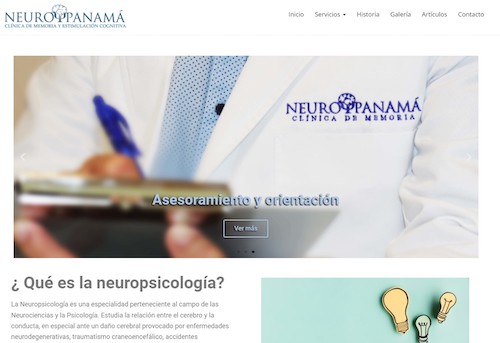 NEUROPANAMÁ
CLÍNICA DE MEMORIA Y ESTIMULACIÓN COGNITIVA
Inicio Servicios Historia Galería Artículos Contacto
NEUROPANAMÁ
CLÍNICA DE MEMORIA
Asesoramiento y orientación
Ver más
¿ Qué es la neuropsicología?
La Neuropsicología es una especialidad perteneciente al campo de las
Neurociencias y la Psicología. Estudia la relación entre el cerebro y la
conducta, en especial ante un daño cerebral provocado por enfermedades
neurodegenerativas, traumatismo craneoencefálico, accidentes